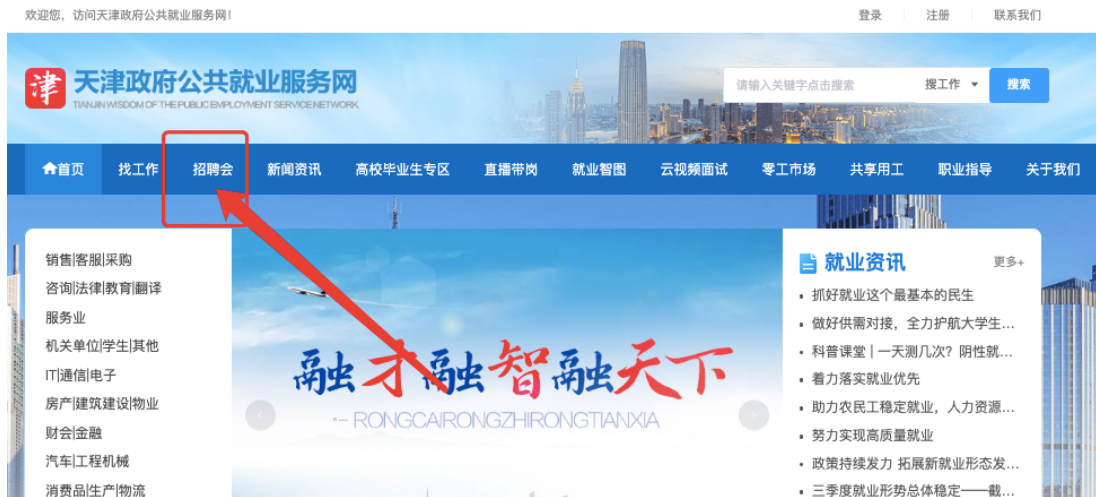 欢迎您，访问天津政府公共就业服务网!
登录 注册 联系我们
津 天津政府公共就业服务网
TIANJIN WISDOM OF THE PUBLIC EMPLOYMENT SERVICE NETWORK
请输入关键字点击搜索 搜工作 搜索
首页 找工作 招聘会 新闻资讯 高校毕业生专区 直播带岗 就业智图 云视频面试 零工市场 共享用工 职业指导 关于我们
销售|客服|采购
咨询|法律|教育|翻译
服务业
机关单位|学生|其他
IT|通信|电子
房产|建筑建设|物业
财会|金融
汽车|工程机械
消费品|生产|物流
融才融智融天下
RONGCAIRONGZHIRONGTIANXIA
就业资讯 更多+
抓好就业这个最基本的民生
做好供需对接，全力护航大学生...
科普课堂 | 一天测几次？阴性就...
着力落实就业优先
助力农民工稳定就业，人力资源...
努力实现高质量就业
政策持续发力 拓展新就业形态发...
三季度就业形势总体稳定——截...